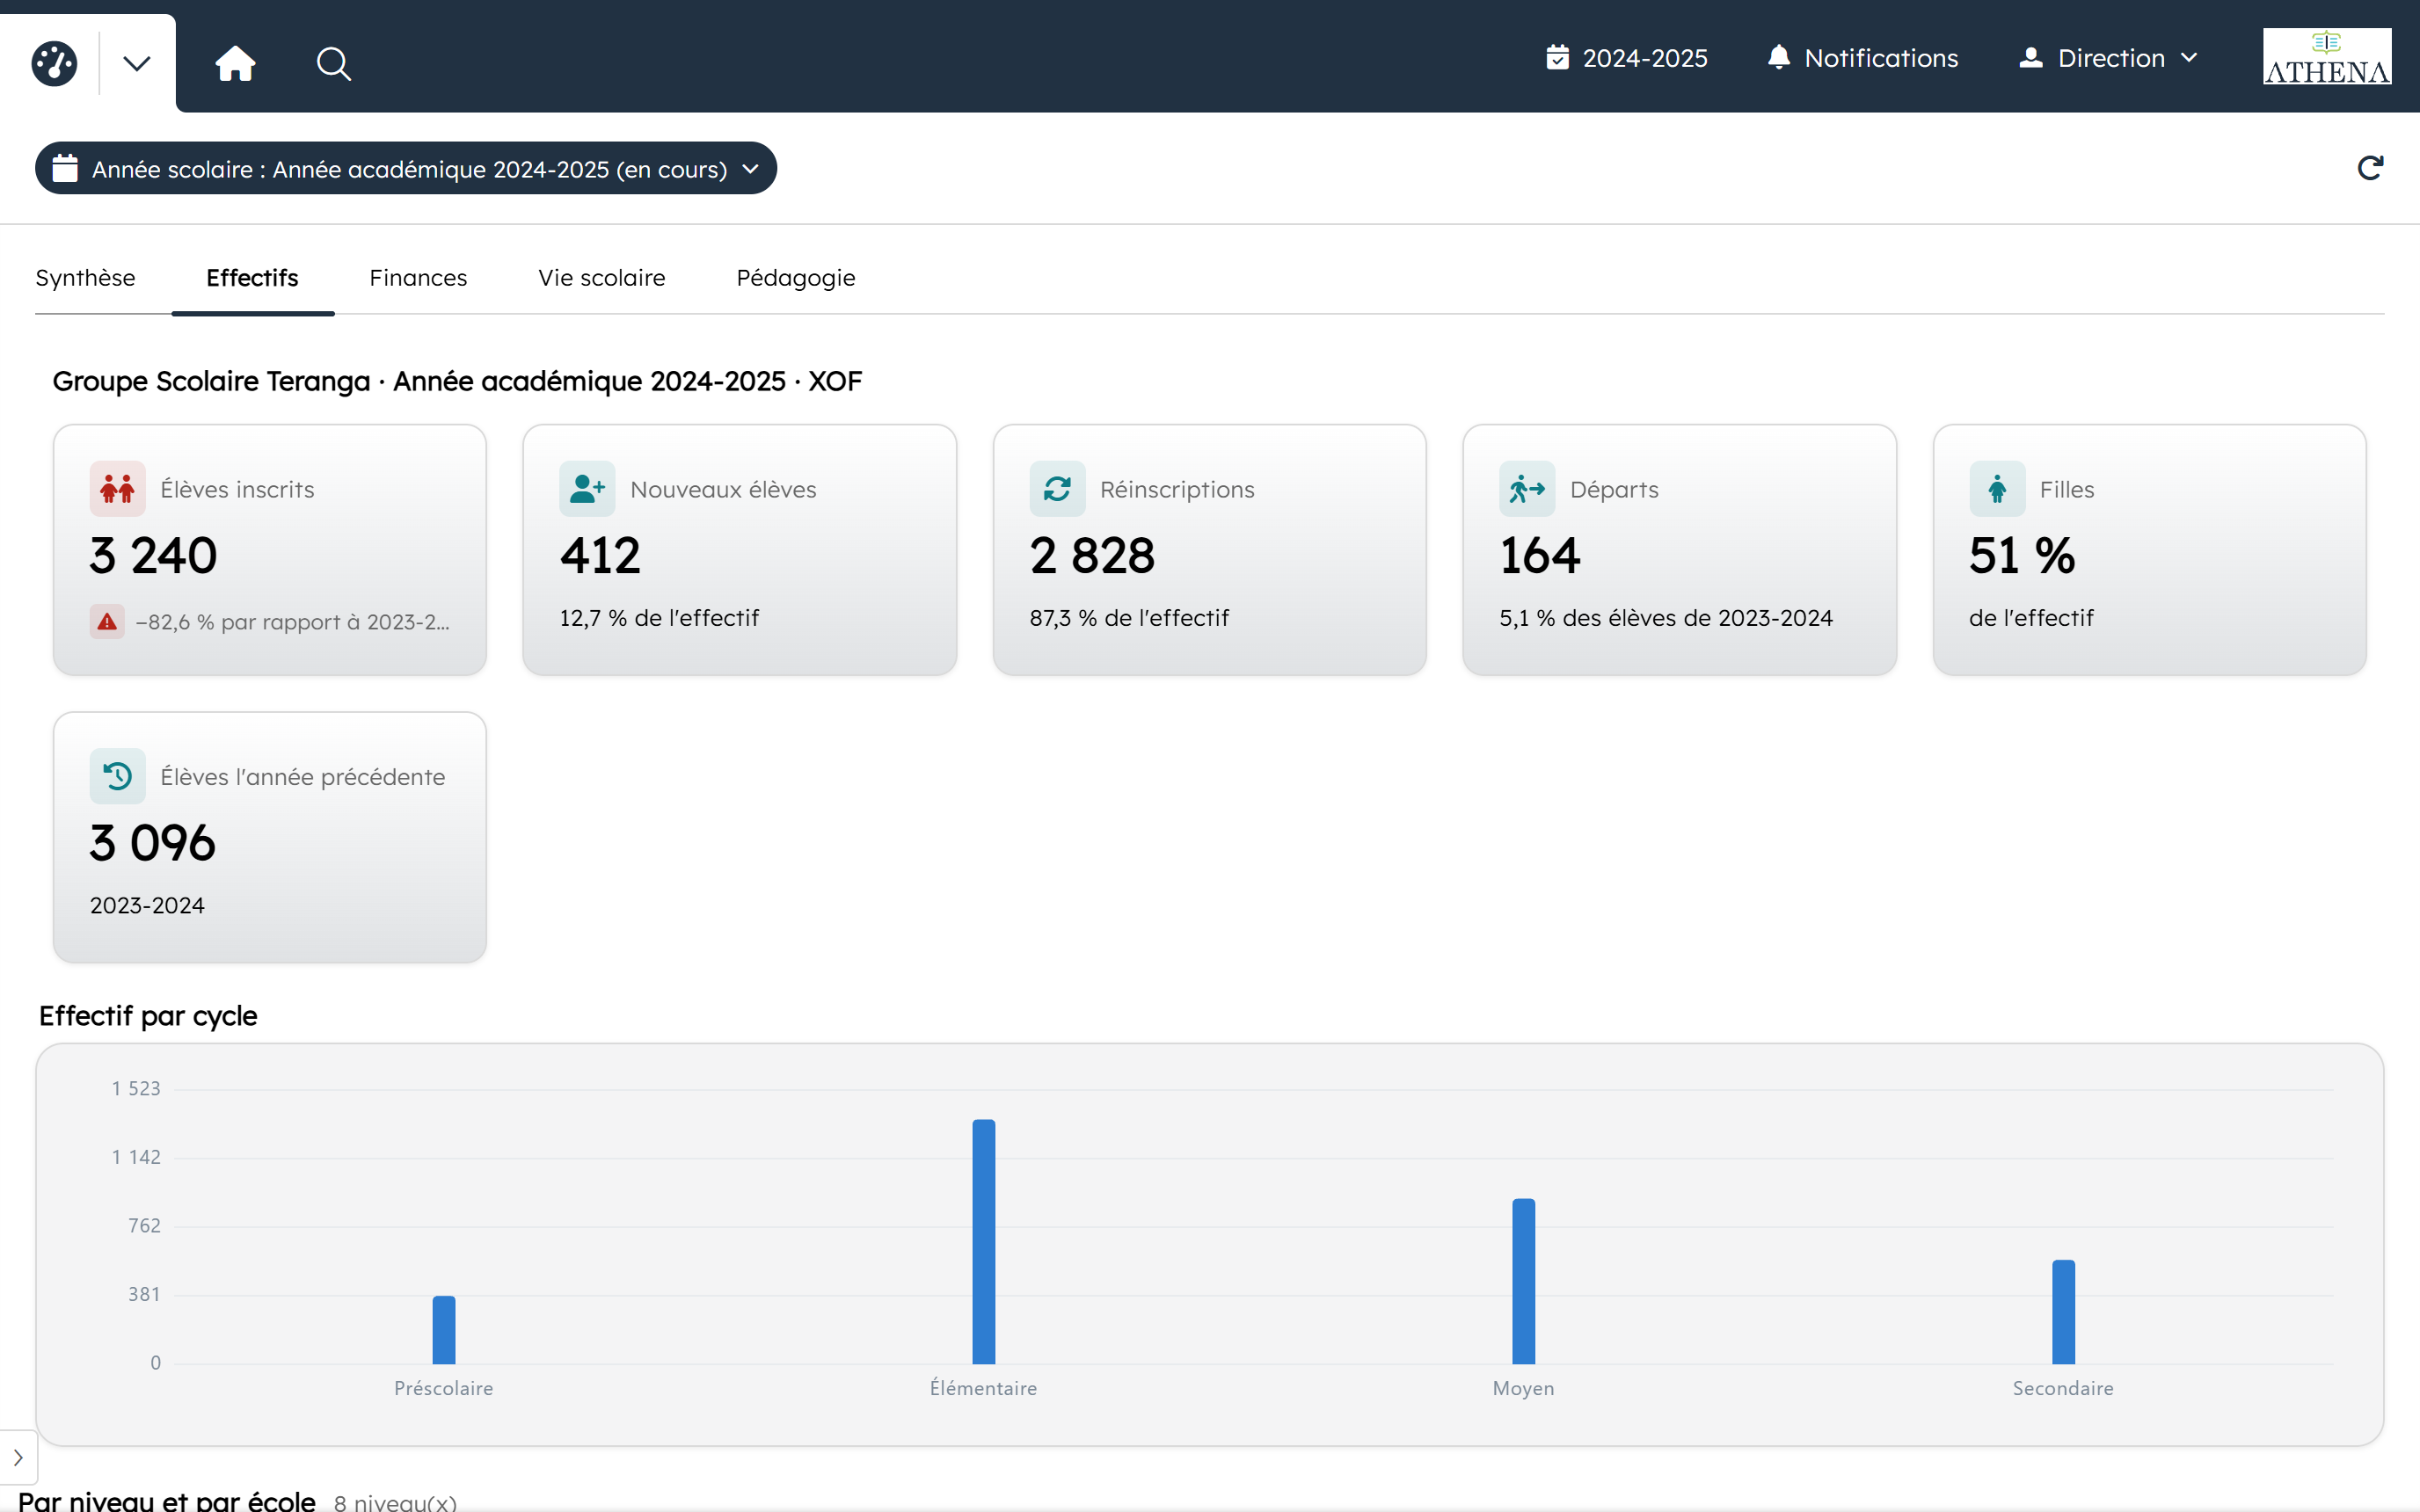 2024-2025
Notifications
Direction
ATHENA
Année scolaire : Année académique 2024-2025 (en cours)
Synthèse
Effectifs
Finances
Vie scolaire
Pédagogie
Groupe Scolaire Teranga · Année académique 2024-2025 · XOF
Élèves inscrits
3 240
−82,6 % par rapport à 2023-2...
Nouveaux élèves
412
12,7 % de l'effectif
Réinscriptions
2 828
87,3 % de l'effectif
Départs
164
5,1 % des élèves de 2023-2024
Filles
51 %
de l'effectif
Élèves l'année précédente
3 096
2023-2024
Effectif par cycle
1 523
1 142
762
381
0
Préscolaire
Élémentaire
Moyen
Secondaire
Par niveau et par école 8 niveau(x)